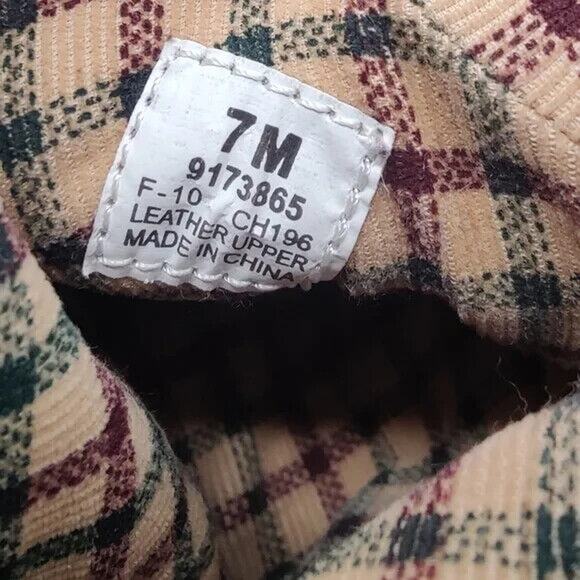 7M
9173865
F-10 CH196
LEATHER UPPER
MADE IN CHINA